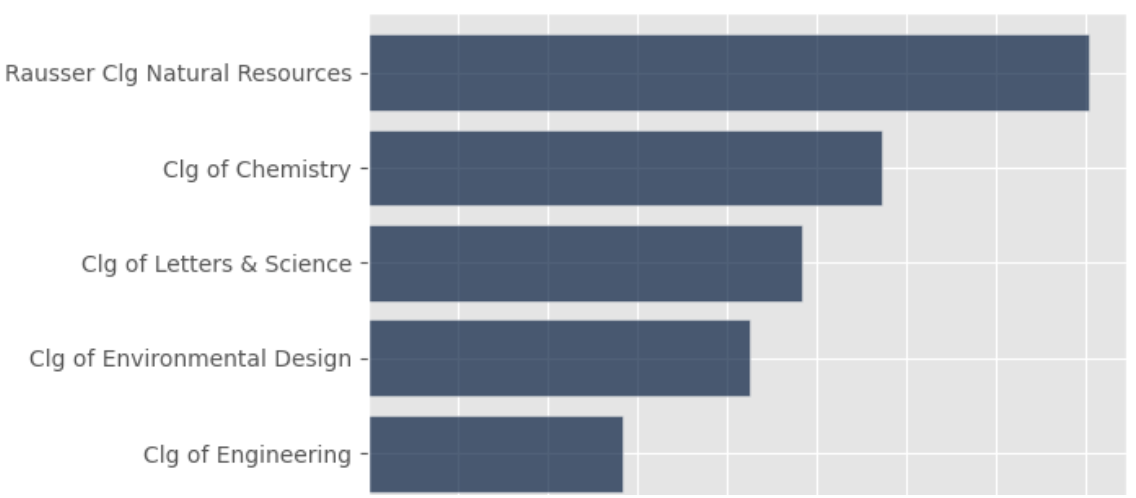 Rausser Clg Natural Resources
Clg of Chemistry
Clg of Letters & Science
Clg of Environmental Design
Clg of Engineering